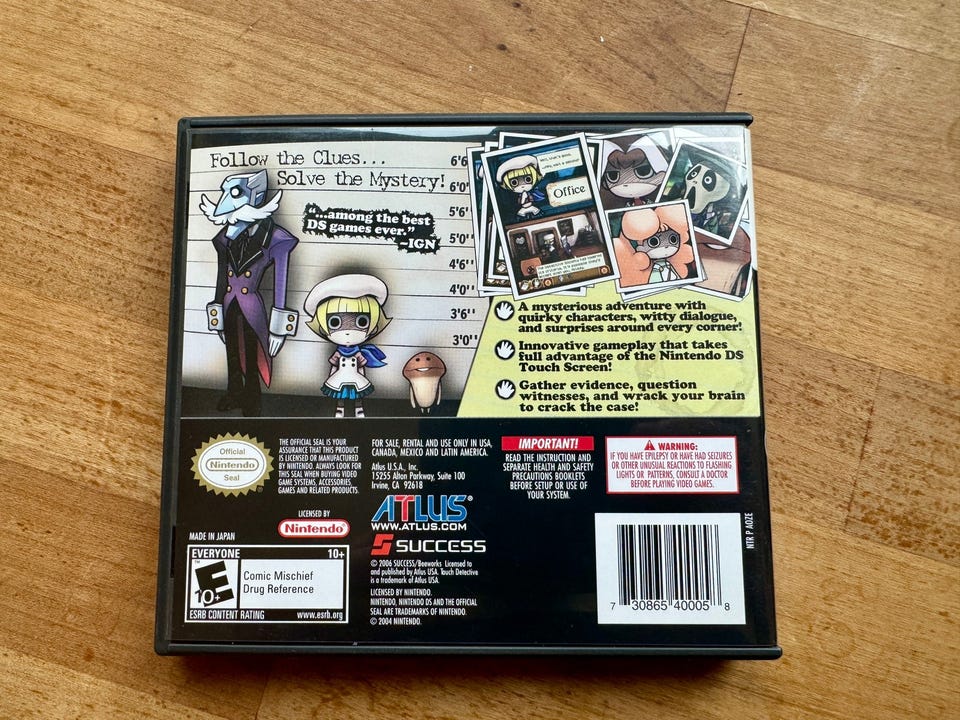 Follow the Clues...
Solve the Mystery!
"...among the best
DS games ever."
~IGN
6'6
6'0"
5'6"
5'0"
4'6"
4'0"
3'6"
3'0"
Office
A mysterious adventure with
quirky characters, witty dialogue,
and surprises around every corner!
Innovative gameplay that takes
full advantage of the Nintendo DS
Touch Screen!
Gather evidence, question
witnesses, and wrack your brain
to crack the case!
Official
Nintendo
Seal
THE OFFICIAL SEAL IS YOUR
ASSURANCE THAT THIS PRODUCT
IS LICENSED OR MANUFACTURED
BY NINTENDO. ALWAYS LOOK FOR
THIS SEAL WHEN BUYING VIDEO
GAME SYSTEMS, ACCESSORIES,
GAMES AND RELATED PRODUCTS.
LICENSED BY
Nintendo
MADE IN JAPAN
EVERYONE 10+
E
10+
TM
Comic Mischief
Drug Reference
ESRB CONTENT RATING www.esrb.org
FOR SALE, RENTAL AND USE ONLY IN USA,
CANADA, MEXICO AND LATIN AMERICA.
Atlus U.S.A., Inc.
15255 Alton Parkway, Suite 100
Irvine, CA 92618
ATLUS®
WWW.ATLUS.COM
SUCCESS
© 2006 SUCCESS/Beeworks Licensed to
and published by Atlus USA. Touch Detective
is a trademark of Atlus USA.
LICENSED BY NINTENDO.
NINTENDO, NINTENDO DS AND THE OFFICIAL
SEAL ARE TRADEMARKS OF NINTENDO.
© 2004 NINTENDO.
IMPORTANT!
READ THE INSTRUCTION AND
SEPARATE HEALTH AND SAFETY
PRECAUTIONS BOOKLETS
BEFORE SETUP OR USE OF
YOUR SYSTEM.
WARNING:
IF YOU HAVE EPILEPSY OR HAVE HAD SEIZURES
OR OTHER UNUSUAL REACTIONS TO FLASHING
LIGHTS OR PATTERNS, CONSULT A DOCTOR
BEFORE PLAYING VIDEO GAMES.
NTR P AOZE
7 30865 40005 8